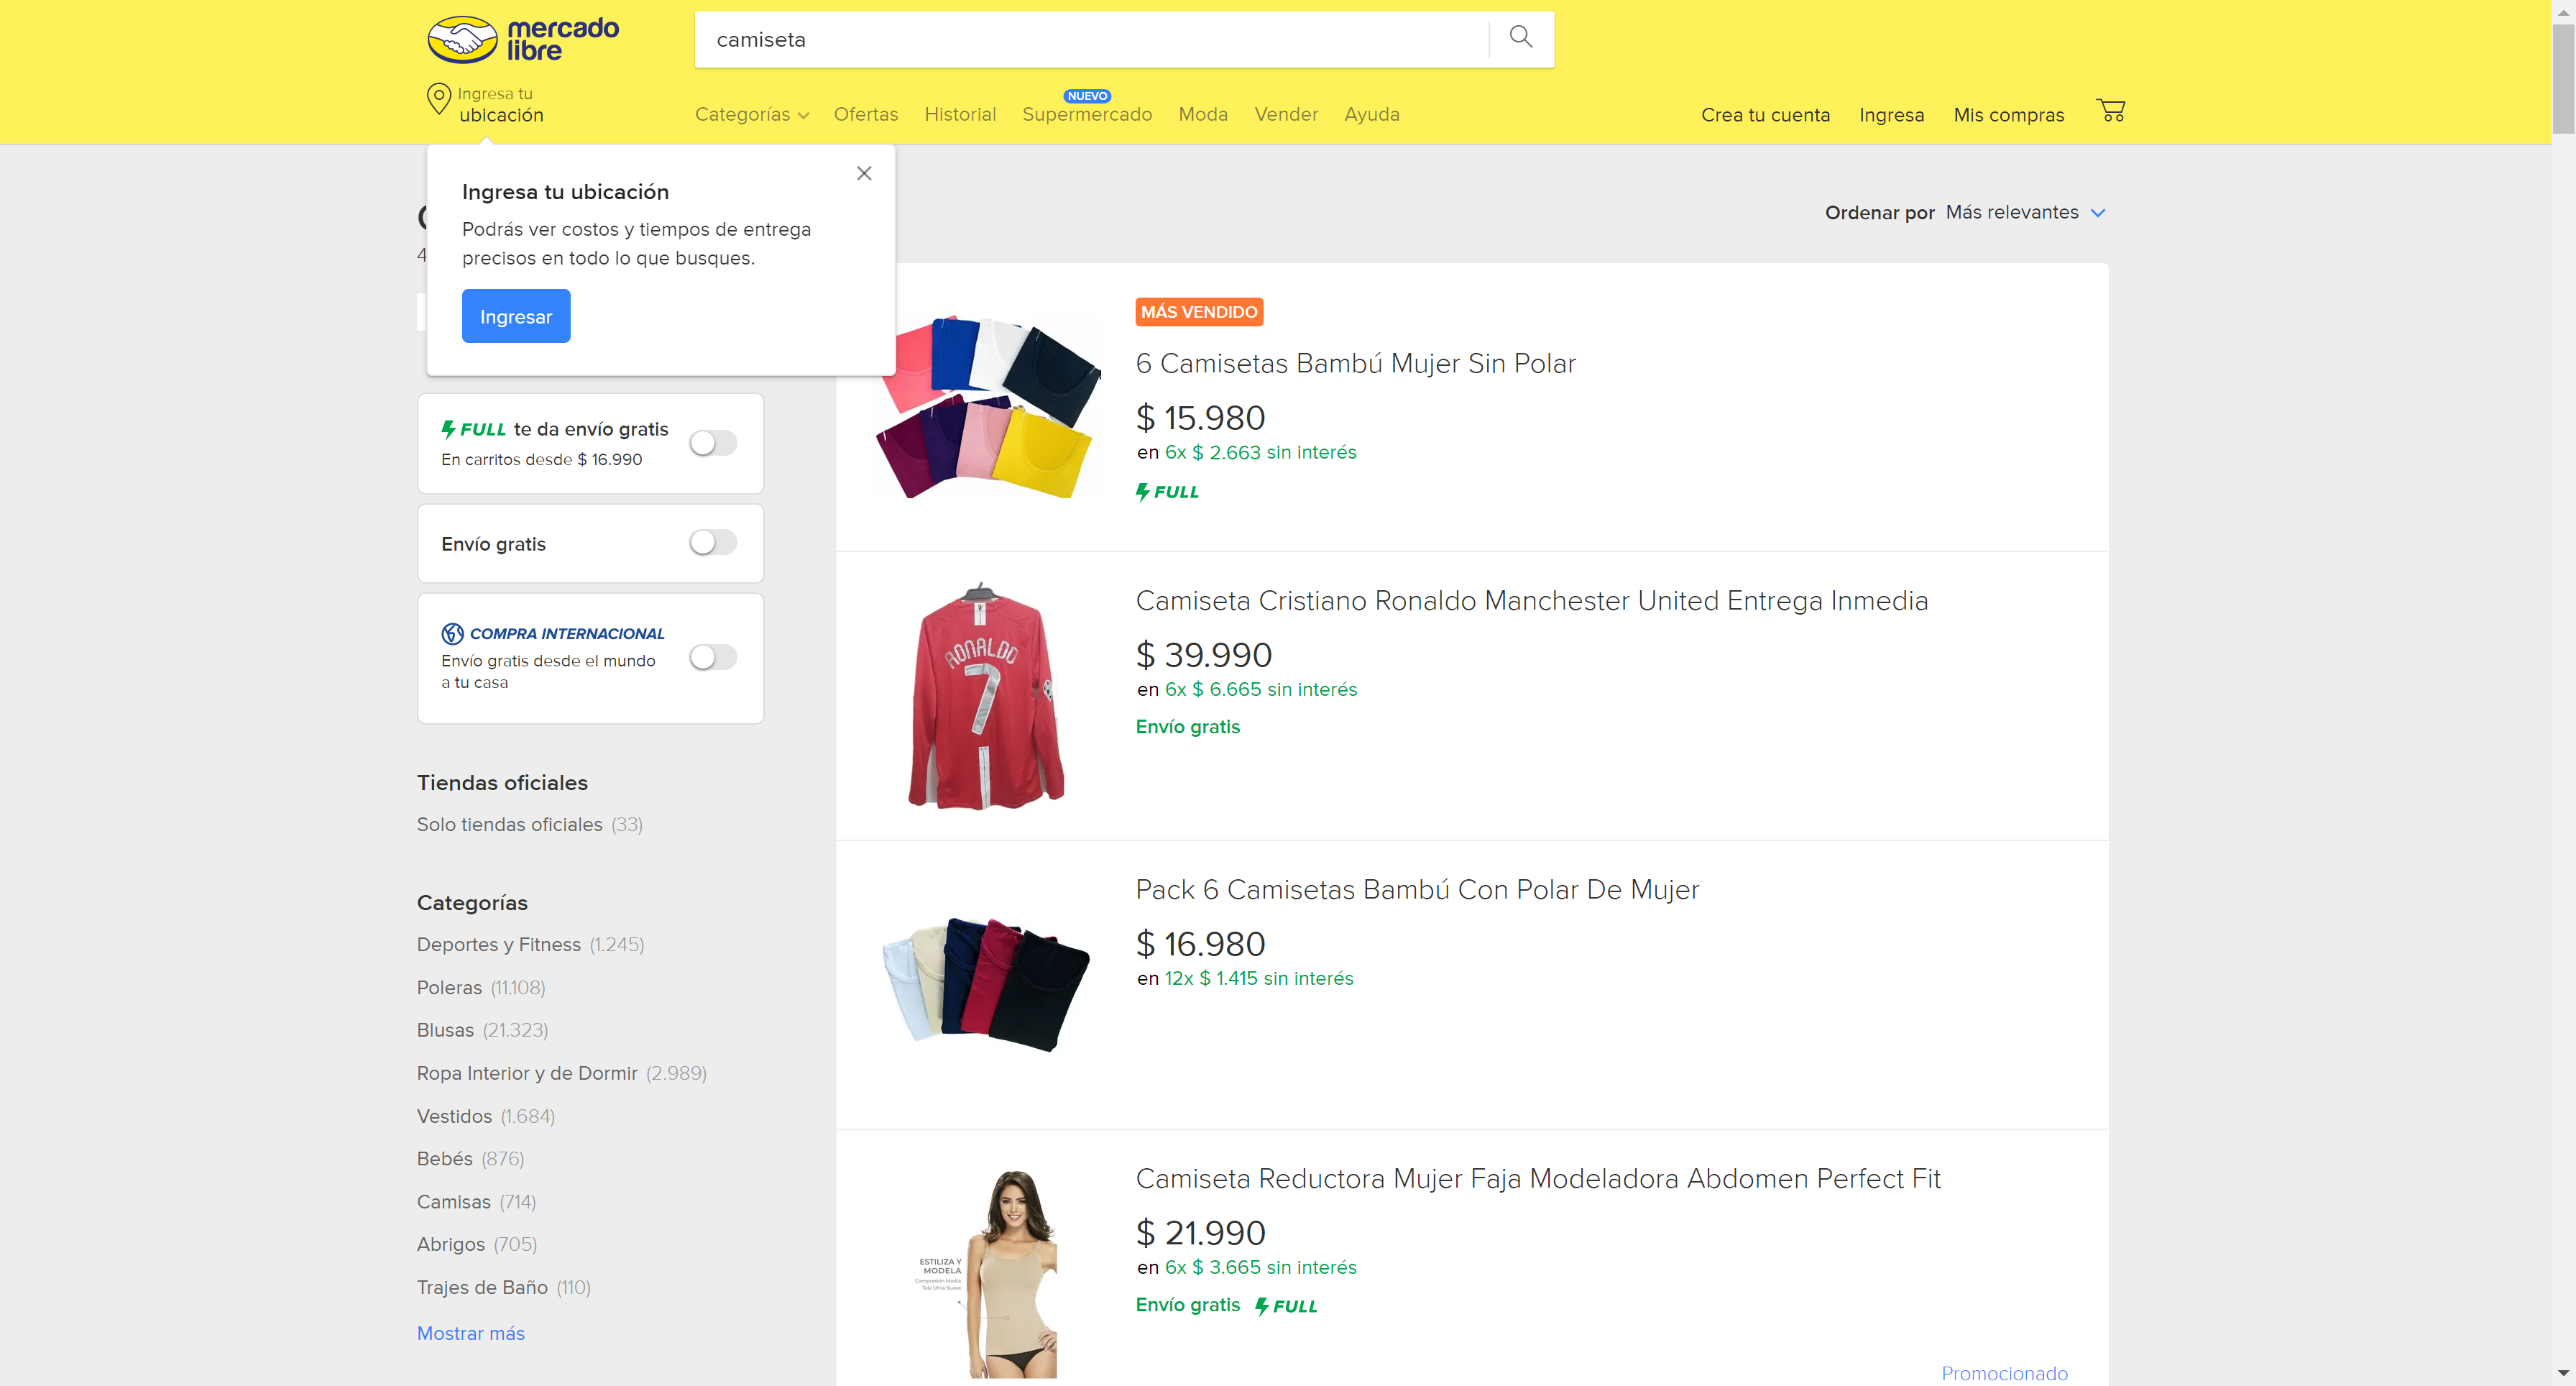 mercado
libre
camiseta
Ingresa tu
ubicación
Categorías
Ofertas
Historial
NUEVO
Supermercado
Moda
Vender
Ayuda
Crea tu cuenta
Ingresa
Mis compras
Ingresa tu ubicación
Podrás ver costos y tiempos de entrega
precisos en todo lo que busques.
Ingresar
Ordenar por Más relevantes
FULL te da envío gratis
En carritos desde $ 16.990
Envío gratis
COMPRA INTERNACIONAL
Envío gratis desde el mundo
a tu casa
Tiendas oficiales
Solo tiendas oficiales (33)
Categorías
Deportes y Fitness (1.245)
Poleras (11.108)
Blusas (21.323)
Ropa Interior y de Dormir (2.989)
Vestidos (1.684)
Bebés (876)
Camisas (714)
Abrigos (705)
Trajes de Baño (110)
Mostrar más
MÁS VENDIDO
6 Camisetas Bambú Mujer Sin Polar
$ 15.980
en 6x $ 2.663 sin interés
FULL
RONALDO
7
Camiseta Cristiano Ronaldo Manchester United Entrega Inmedia
$ 39.990
en 6x $ 6.665 sin interés
Envío gratis
Pack 6 Camisetas Bambú Con Polar De Mujer
$ 16.980
en 12x $ 1.415 sin interés
ESTILIZA Y
MODELA
Compresión Media
Tela Ultra Suave
Camiseta Reductora Mujer Faja Modeladora Abdomen Perfect Fit
$ 21.990
en 6x $ 3.665 sin interés
Envío gratis FULL
Promocionado